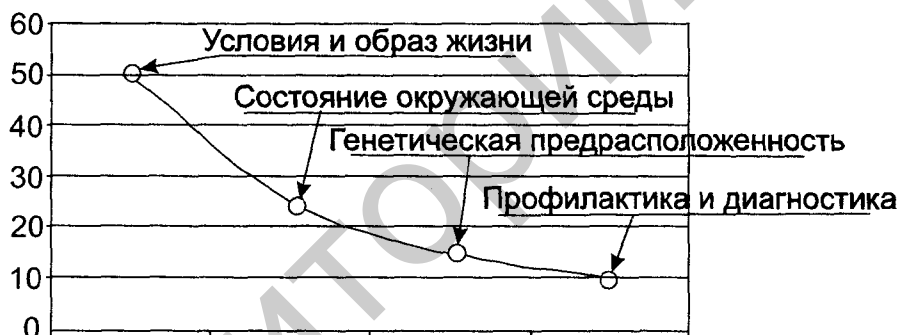 60
Условия и образ жизни
50
Состояние окружающей среды
40
Генетическая предрасположенность
30
Профилактика и диагностика
20
10
0